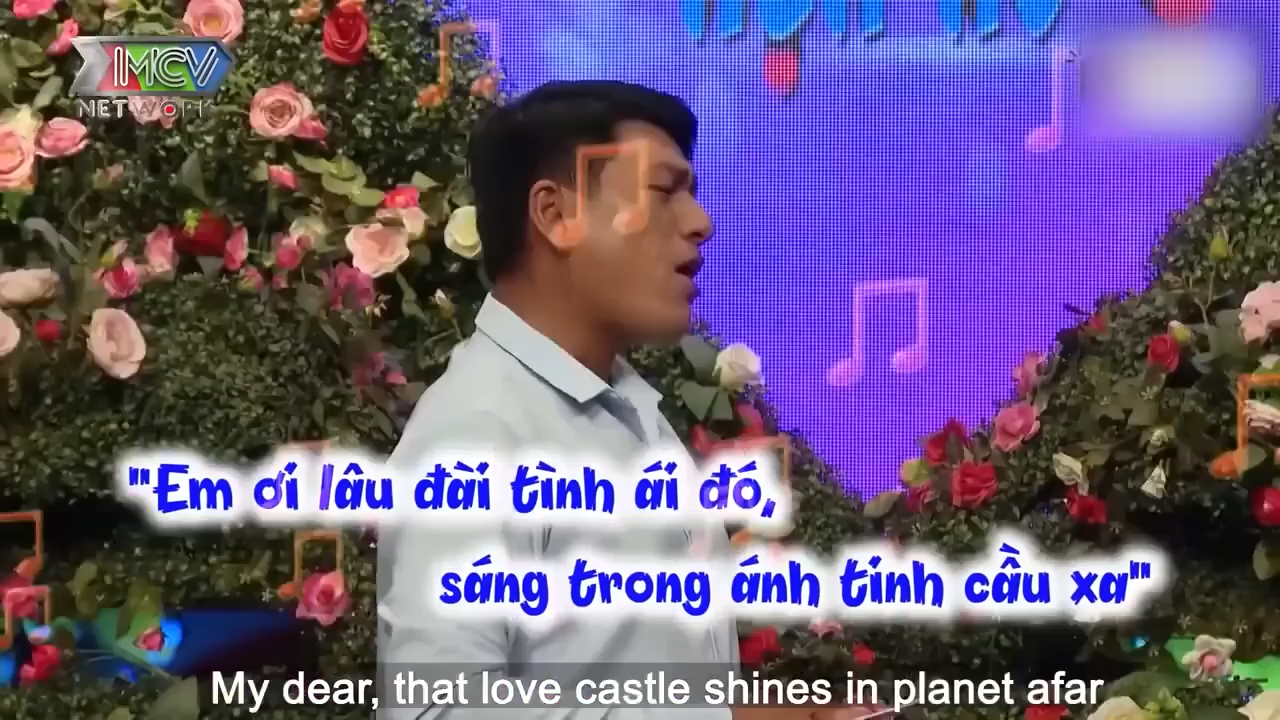 MCV
NETWORK
"Em ơi lâu đài tình ái đó,
sáng trong ánh tinh cầu xa"
My dear, that love castle shines in planet afar